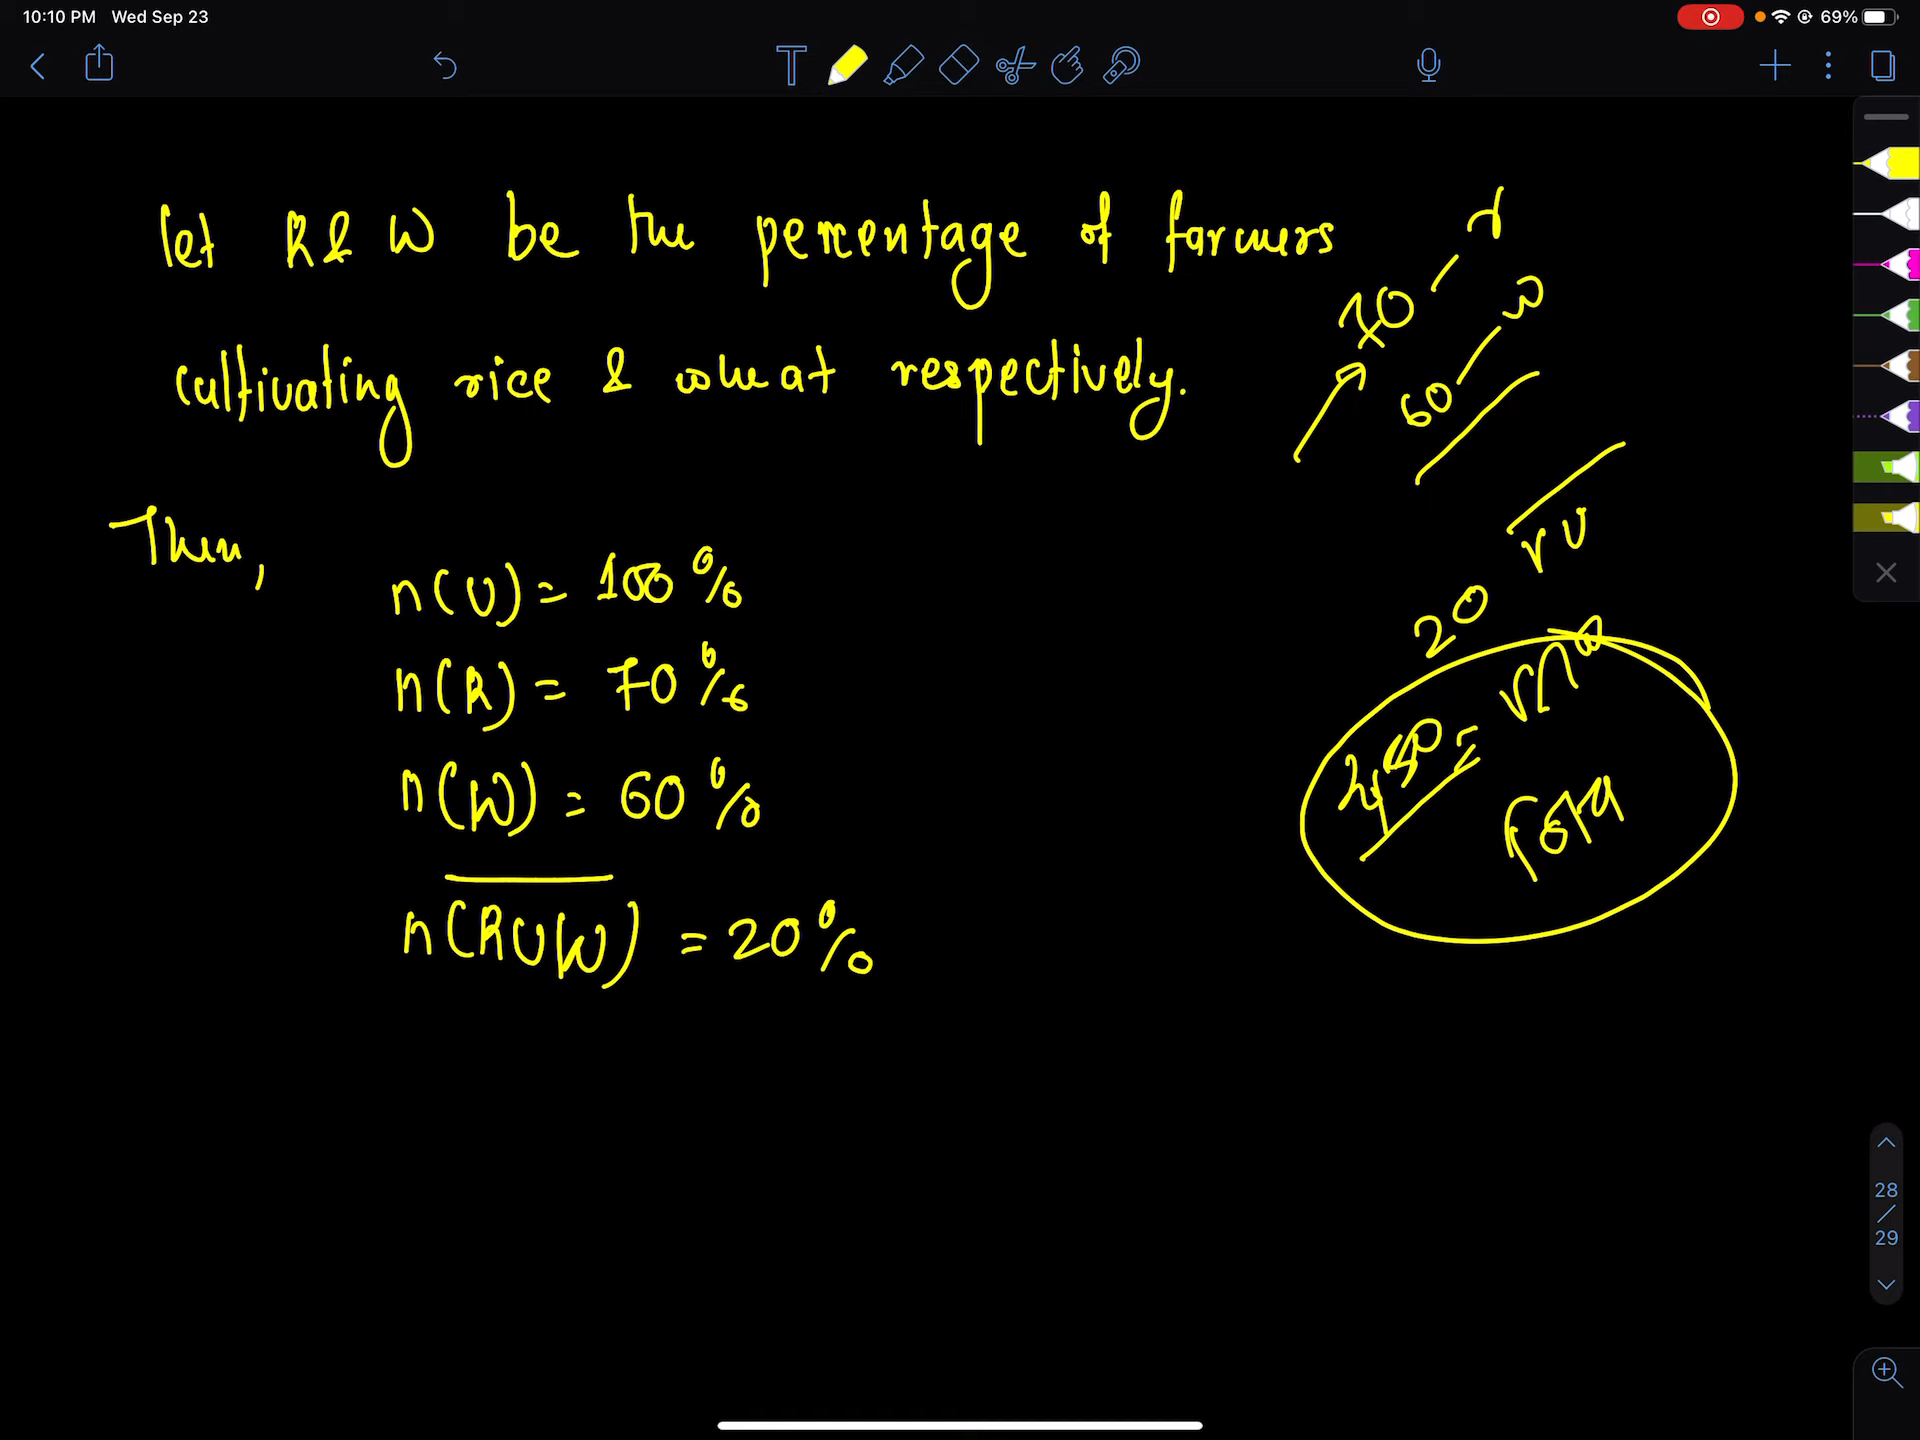 10:10 PM Wed Sep 23
69%
let R & W be the percentage of farmers
cultivating rice & wheat respectively.
Then,
n(U) = 100 %
n(R) = 70 %
n(W) = 60 %
n(R∪W) = 20 %
70 – r
60 – w
20
28
/
29